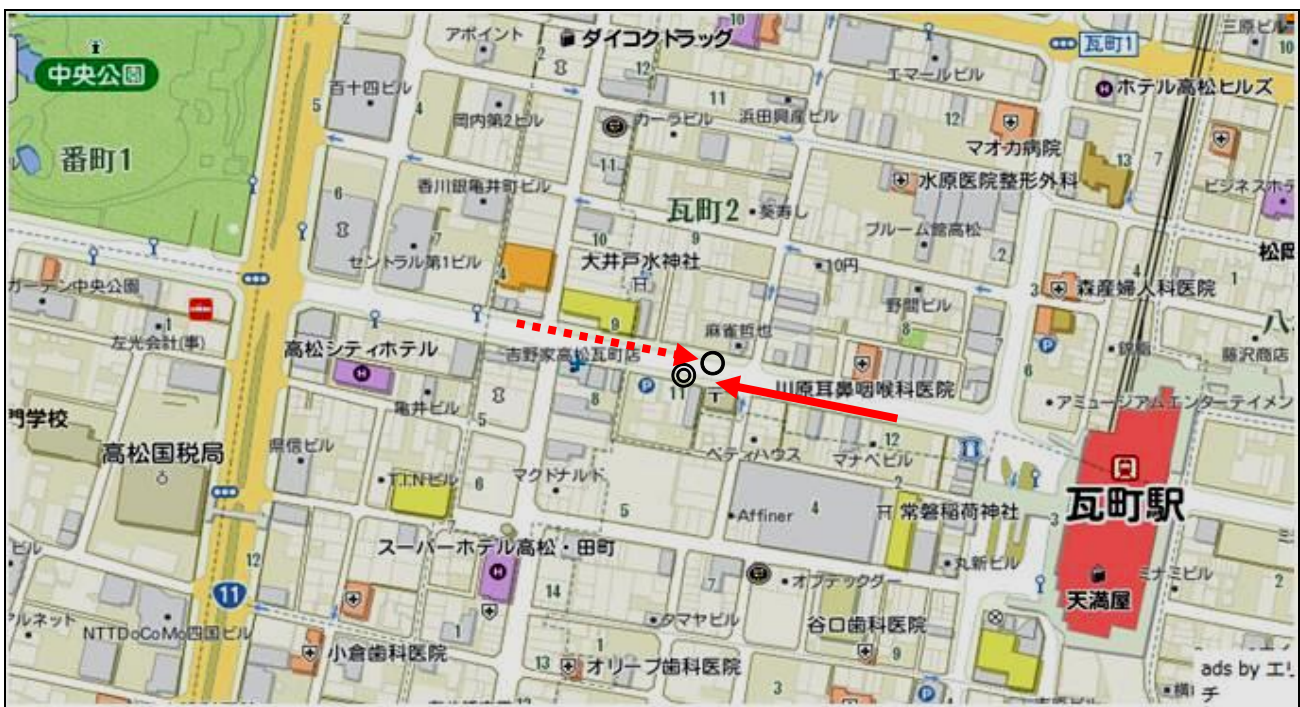 中央公園
番町1
百十四ビル
アポイント
ダイコクドラッグ
瓦町1
三原ビル
エマールビル
ホテル高松ヒルズ
岡内第2ビル
カーラビル
浜田興産ビル
マオカ病院
香川銀亀井町ビル
水原医院整形外科
ビジネスホテ
瓦町2
葵寿し
ブルーム館高松
松岡
セントラル第1ビル
大井戸水神社
10円
森産婦人科医院
ガーデン中央公園
野間ビル
八
左光会計(事)
高松シティホテル
吉野家高松瓦町店
麻雀哲也
藤沢商店
川原耳鼻咽喉科医院
亀井ビル
アミュージアムエンターテイメン
門学校
高松国税局
県信ビル
T.I.Nビル
マクドナルド
ベティハウス
マナベビル
瓦町駅
Affiner
常磐稲荷神社
スーパーホテル高松・田町
丸新ビル
オプテックダー
ミナミビル
天満屋
11
アルネット
NTTDoCoMo四国ビル
タマヤビル
谷口歯科医院
小倉歯科医院
オリーブ歯科医院
ads by エリ
チ